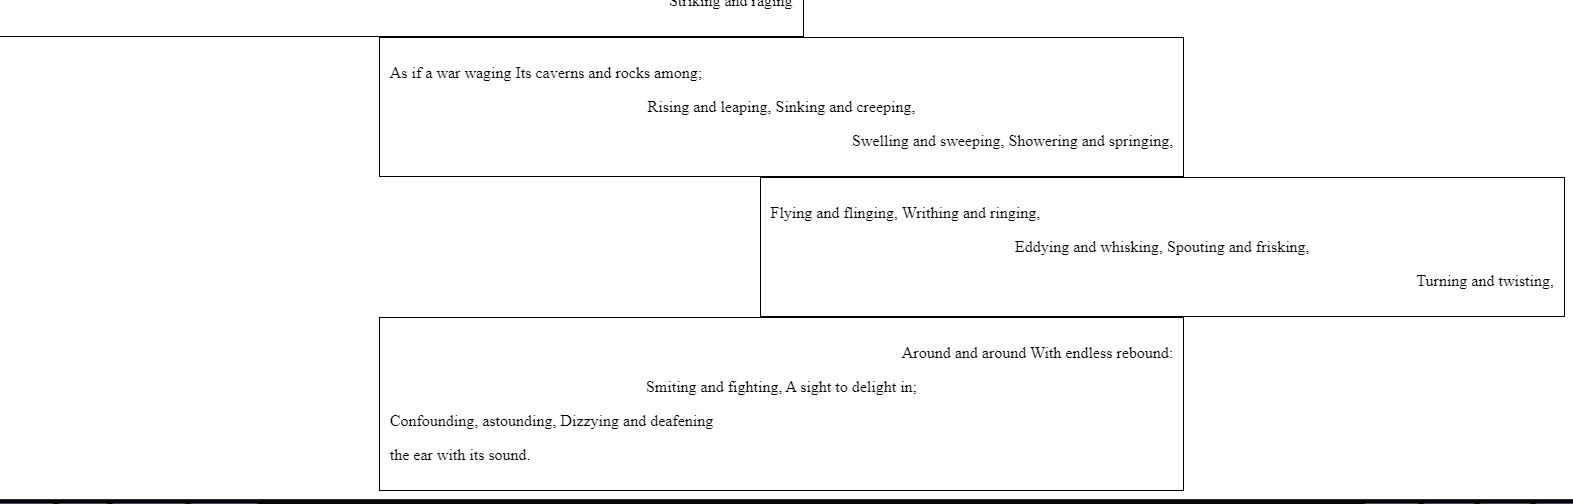 Striking and raging
As if a war waging Its caverns and rocks among;
Rising and leaping, Sinking and creeping,
Swelling and sweeping, Showering and springing,
Flying and flinging, Writhing and ringing,
Eddying and whisking, Spouting and frisking,
Turning and twisting,
Around and around With endless rebound:
Smiting and fighting, A sight to delight in;
Confounding, astounding, Dizzying and deafening
the ear with its sound.